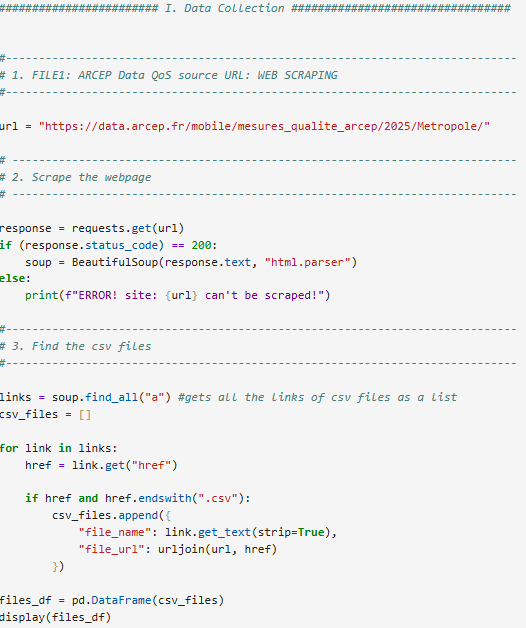 ######################## I. Data Collection #################################
#-----------------------------------------------------------------------------
# 1. FILE1: ARCEP Data QoS source URL: WEB SCRAPING
#-----------------------------------------------------------------------------
url = "https://data.arcep.fr/mobile/mesures_qualite_arcep/2025/Metropole/"
# ----------------------------------------------------------------------------
# 2. Scrape the webpage
# ----------------------------------------------------------------------------
response = requests.get(url)
if (response.status_code) == 200:
    soup = BeautifulSoup(response.text, "html.parser")
else:
    print(f"ERROR! site: {url} can't be scraped!")
#-----------------------------------------------------------------------------
# 3. Find the csv files
#-----------------------------------------------------------------------------
links = soup.find_all("a") #gets all the links of csv files as a list
csv_files = []
for link in links:
    href = link.get("href")
    if href and href.endswith(".csv"):
        csv_files.append({
            "file_name": link.get_text(strip=True),
            "file_url": urljoin(url, href)
        })
files_df = pd.DataFrame(csv_files)
display(files_df)